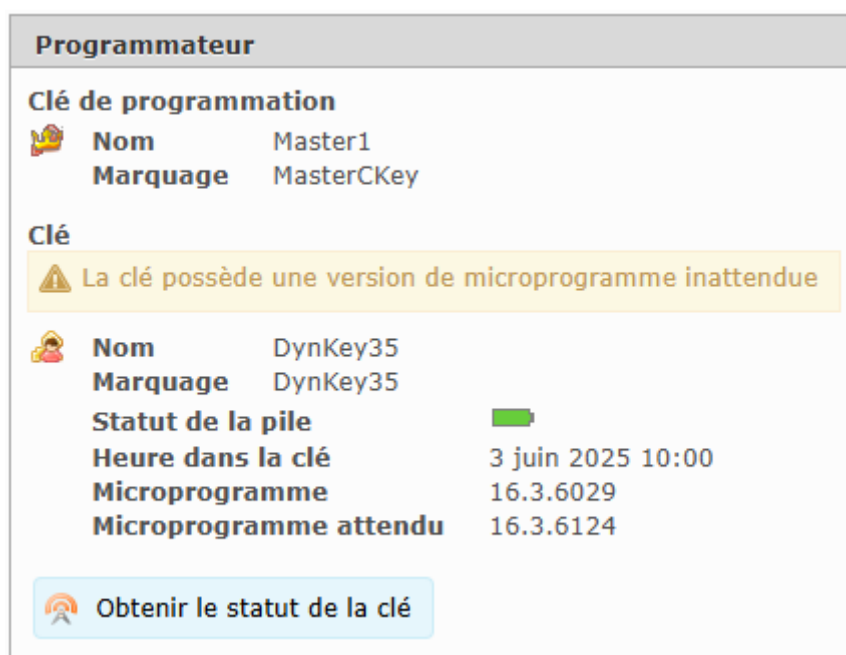 Programmateur
Clé de programmation
Nom Master1
Marquage MasterCKey
Clé
La clé possède une version de microprogramme inattendue
Nom DynKey35
Marquage DynKey35
Statut de la pile
Heure dans la clé 3 juin 2025 10:00
Microprogramme 16.3.6029
Microprogramme attendu 16.3.6124
Obtenir le statut de la clé